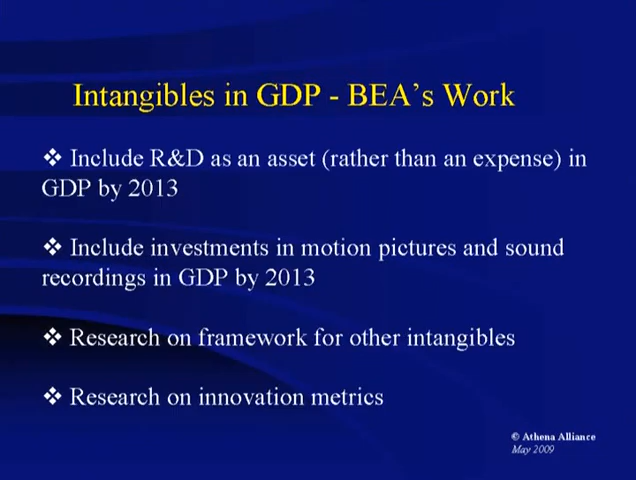 Intangibles in GDP - BEA's Work
❖ Include R&D as an asset (rather than an expense) in
GDP by 2013
❖ Include investments in motion pictures and sound
recordings in GDP by 2013
❖ Research on framework for other intangibles
❖ Research on innovation metrics
© Athena Alliance
May 2009